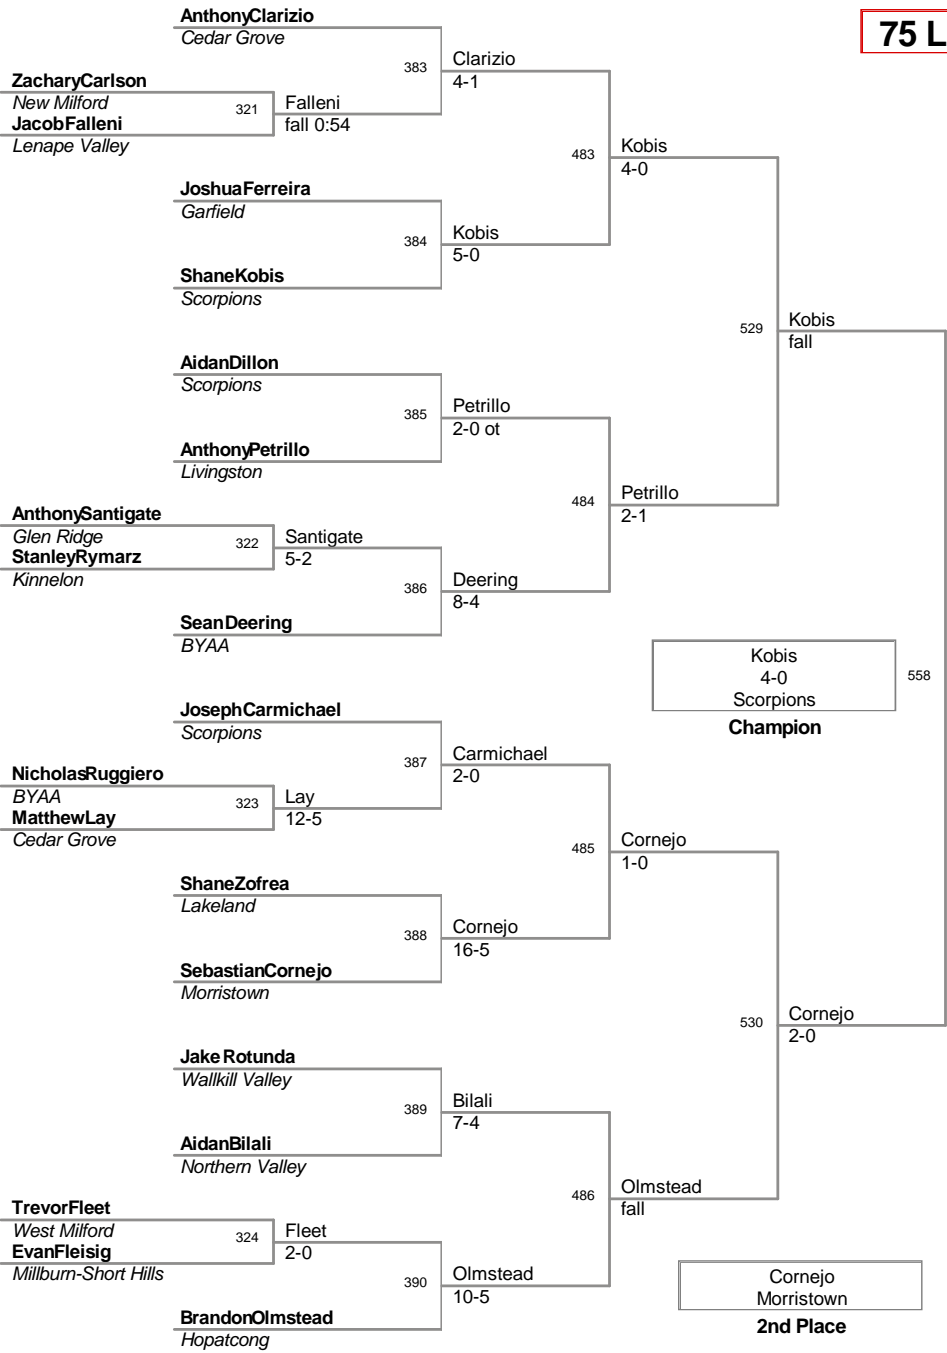 AnthonyClarizio
Cedar Grove
75 L
383
Clarizio
4-1
ZacharyCarlson
New Milford
321
Falleni
fall 0:54
JacobFalleni
Lenape Valley
483
Kobis
4-0
JoshuaFerreira
Garfield
384
Kobis
5-0
ShaneKobis
Scorpions
529
Kobis
fall
AidanDillon
Scorpions
385
Petrillo
2-0 ot
AnthonyPetrillo
Livingston
484
Petrillo
2-1
AnthonySantigate
Glen Ridge
322
Santigate
5-2
StanleyRymarz
Kinnelon
386
Deering
8-4
SeanDeering
BYAA
Kobis
4-0
Scorpions
558
Champion
JosephCarmichael
Scorpions
387
Carmichael
2-0
NicholasRuggiero
BYAA
323
Lay
12-5
MatthewLay
Cedar Grove
485
Cornejo
1-0
ShaneZofrea
Lakeland
388
Cornejo
16-5
SebastianCornejo
Morristown
530
Cornejo
2-0
Jake Rotunda
Wallkill Valley
389
Bilali
7-4
AidanBilali
Northern Valley
486
Olmstead
fall
TrevorFleet
West Milford
324
Fleet
2-0
EvanFleisig
Millburn-Short Hills
390
Olmstead
10-5
BrandonOlmstead
Hopatcong
Cornejo
Morristown
2nd Place